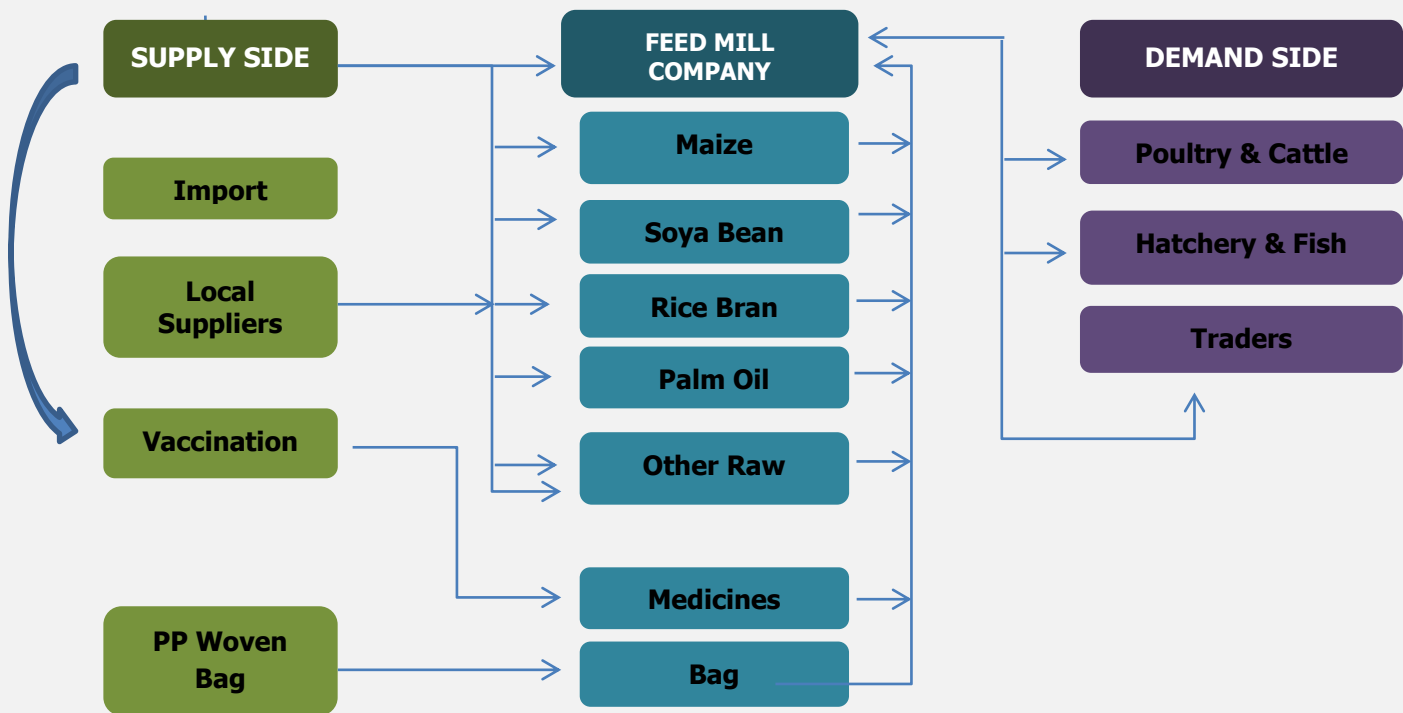 SUPPLY SIDE
Import
Local
Suppliers
Vaccination
PP Woven
Bag
FEED MILL
COMPANY
Maize
Soya Bean
Rice Bran
Palm Oil
Other Raw
Medicines
Bag
DEMAND SIDE
Poultry & Cattle
Hatchery & Fish
Traders